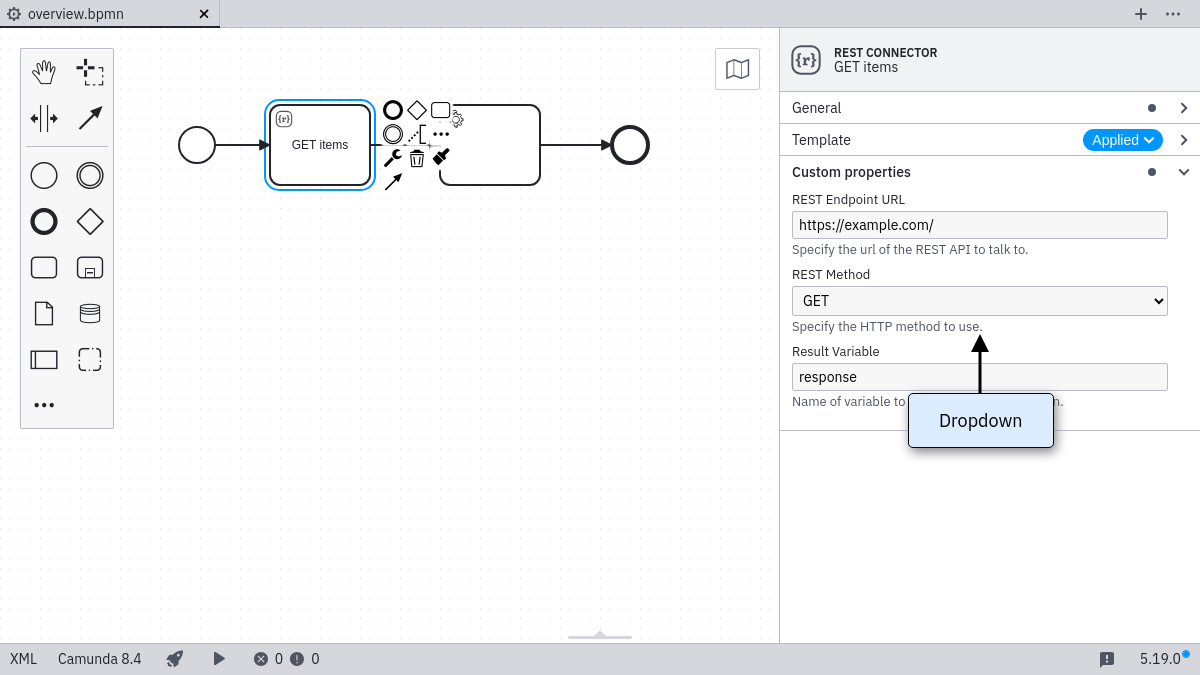 overview.bpmn
REST CONNECTOR
GET items
General
Template
Applied
Custom properties
REST Endpoint URL
https://example.com/
Specify the url of the REST API to talk to.
REST Method
GET
Specify the HTTP method to use.
Result Variable
response
Name of variable to
Dropdown
{r}
GET items
XML
Camunda 8.4
0
0
5.19.0